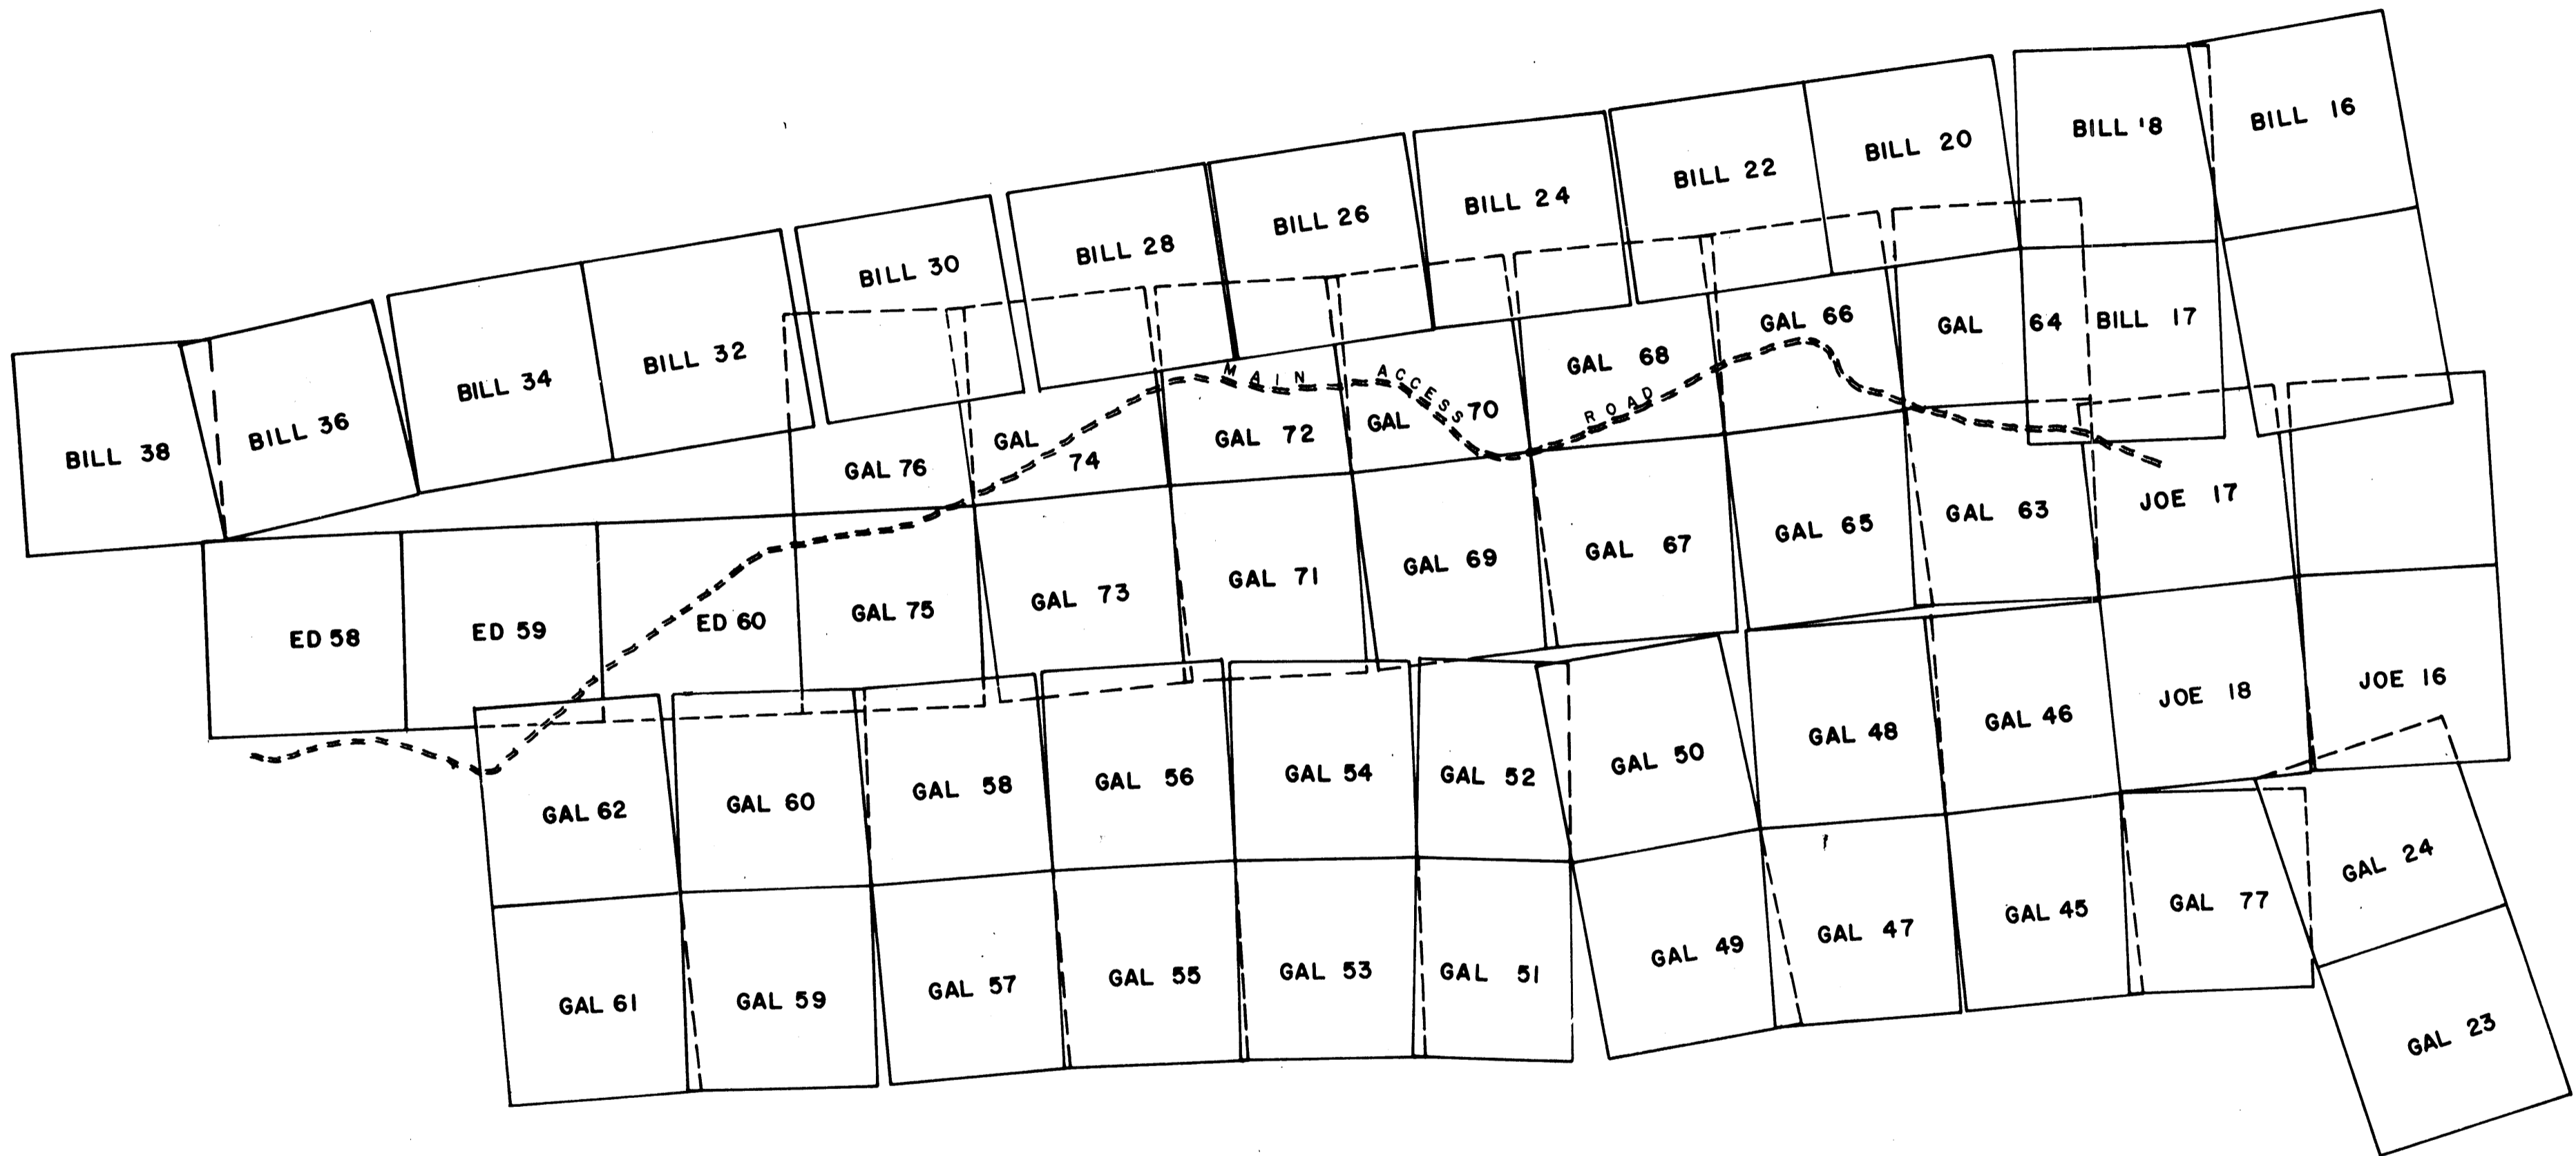 BILL 38
BILL 36
BILL 34
BILL 32
BILL 30
BILL 28
BILL 26
BILL 24
BILL 22
BILL 20
BILL '8
BILL 16
GAL 76
GAL 74
GAL 72
GAL 70
GAL 68
GAL 66
GAL 64
BILL 17
MAIN ACCESS ROAD
ED 58
ED 59
ED 60
GAL 75
GAL 73
GAL 71
GAL 69
GAL 67
GAL 65
GAL 63
JOE 17
GAL 62
GAL 60
GAL 58
GAL 56
GAL 54
GAL 52
GAL 50
GAL 48
GAL 46
JOE 18
JOE 16
GAL 61
GAL 59
GAL 57
GAL 55
GAL 53
GAL 51
GAL 49
GAL 47
GAL 45
GAL 77
GAL 24
GAL 23